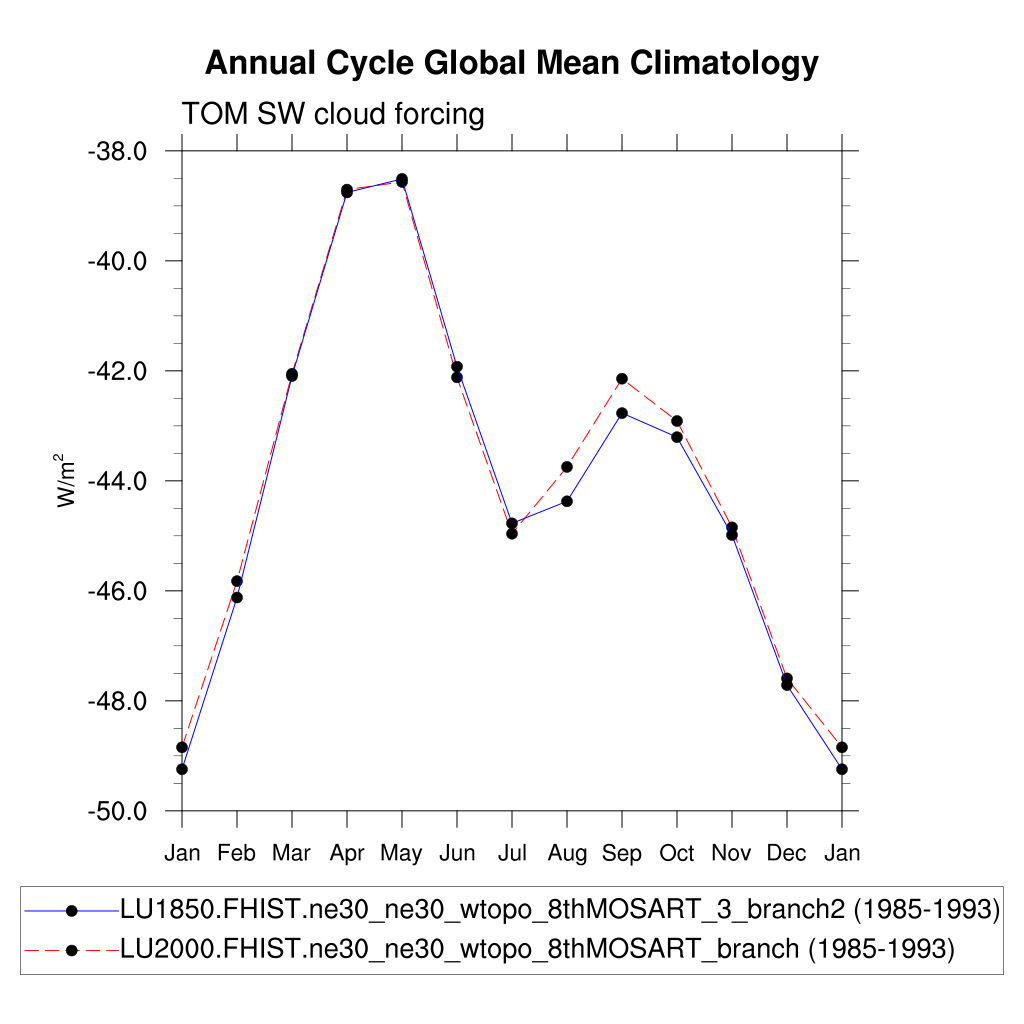 Annual Cycle Global Mean Climatology
TOM SW cloud forcing
-38.0
-40.0
-42.0
-44.0
-46.0
-48.0
-50.0
W/m²
Jan Feb Mar Apr May Jun Jul Aug Sep Oct Nov Dec Jan
LU1850.FHIST.ne30_ne30_wtopo_8thMOSART_3_branch2 (1985-1993)
LU2000.FHIST.ne30_ne30_wtopo_8thMOSART_branch (1985-1993)